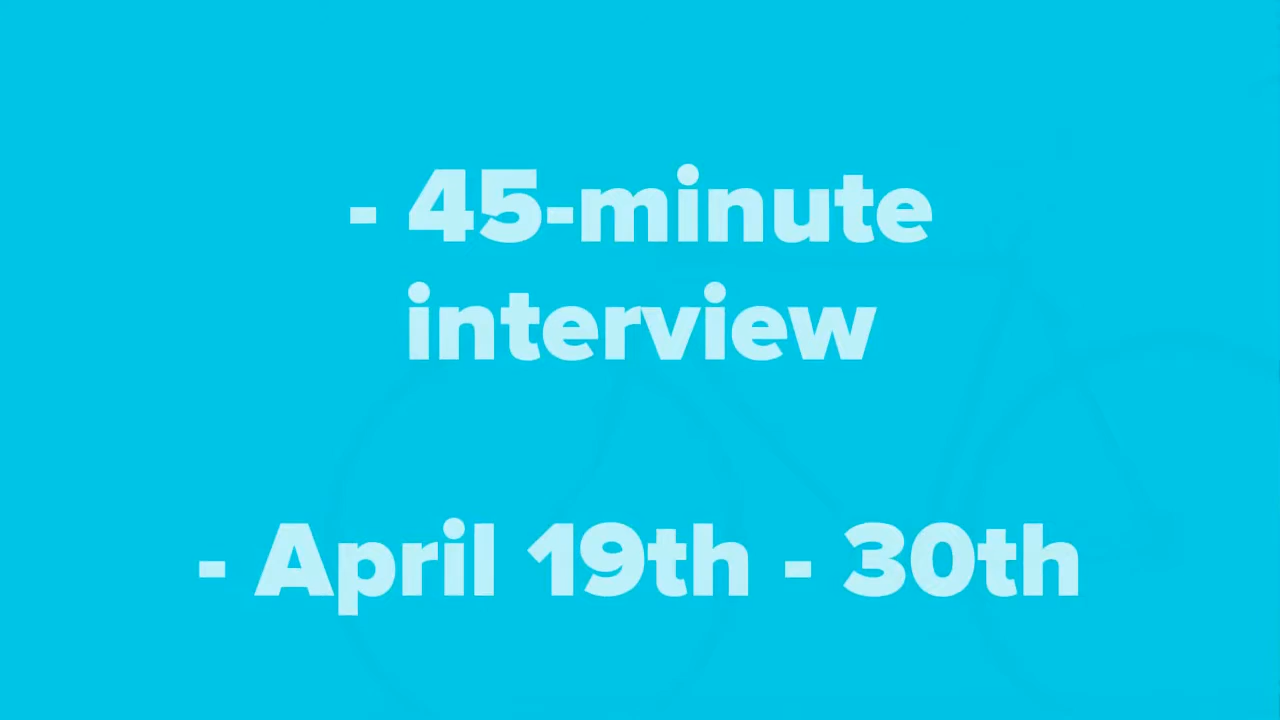 - 45-minute
interview
- April 19th - 30th